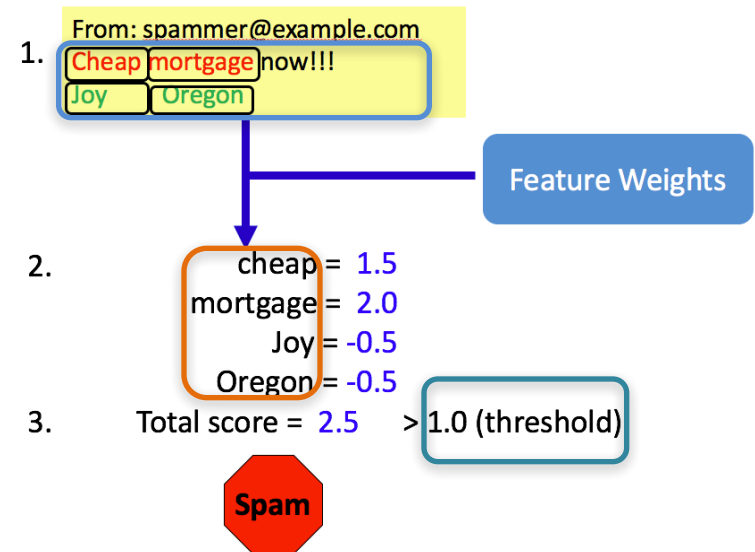 From: spammer@example.com
1.
Cheap mortgage now!!!
Joy Oregon
Feature Weights
2.
cheap = 1.5
mortgage = 2.0
Joy = -0.5
Oregon = -0.5
3. Total score = 2.5 > 1.0 (threshold)
Spam